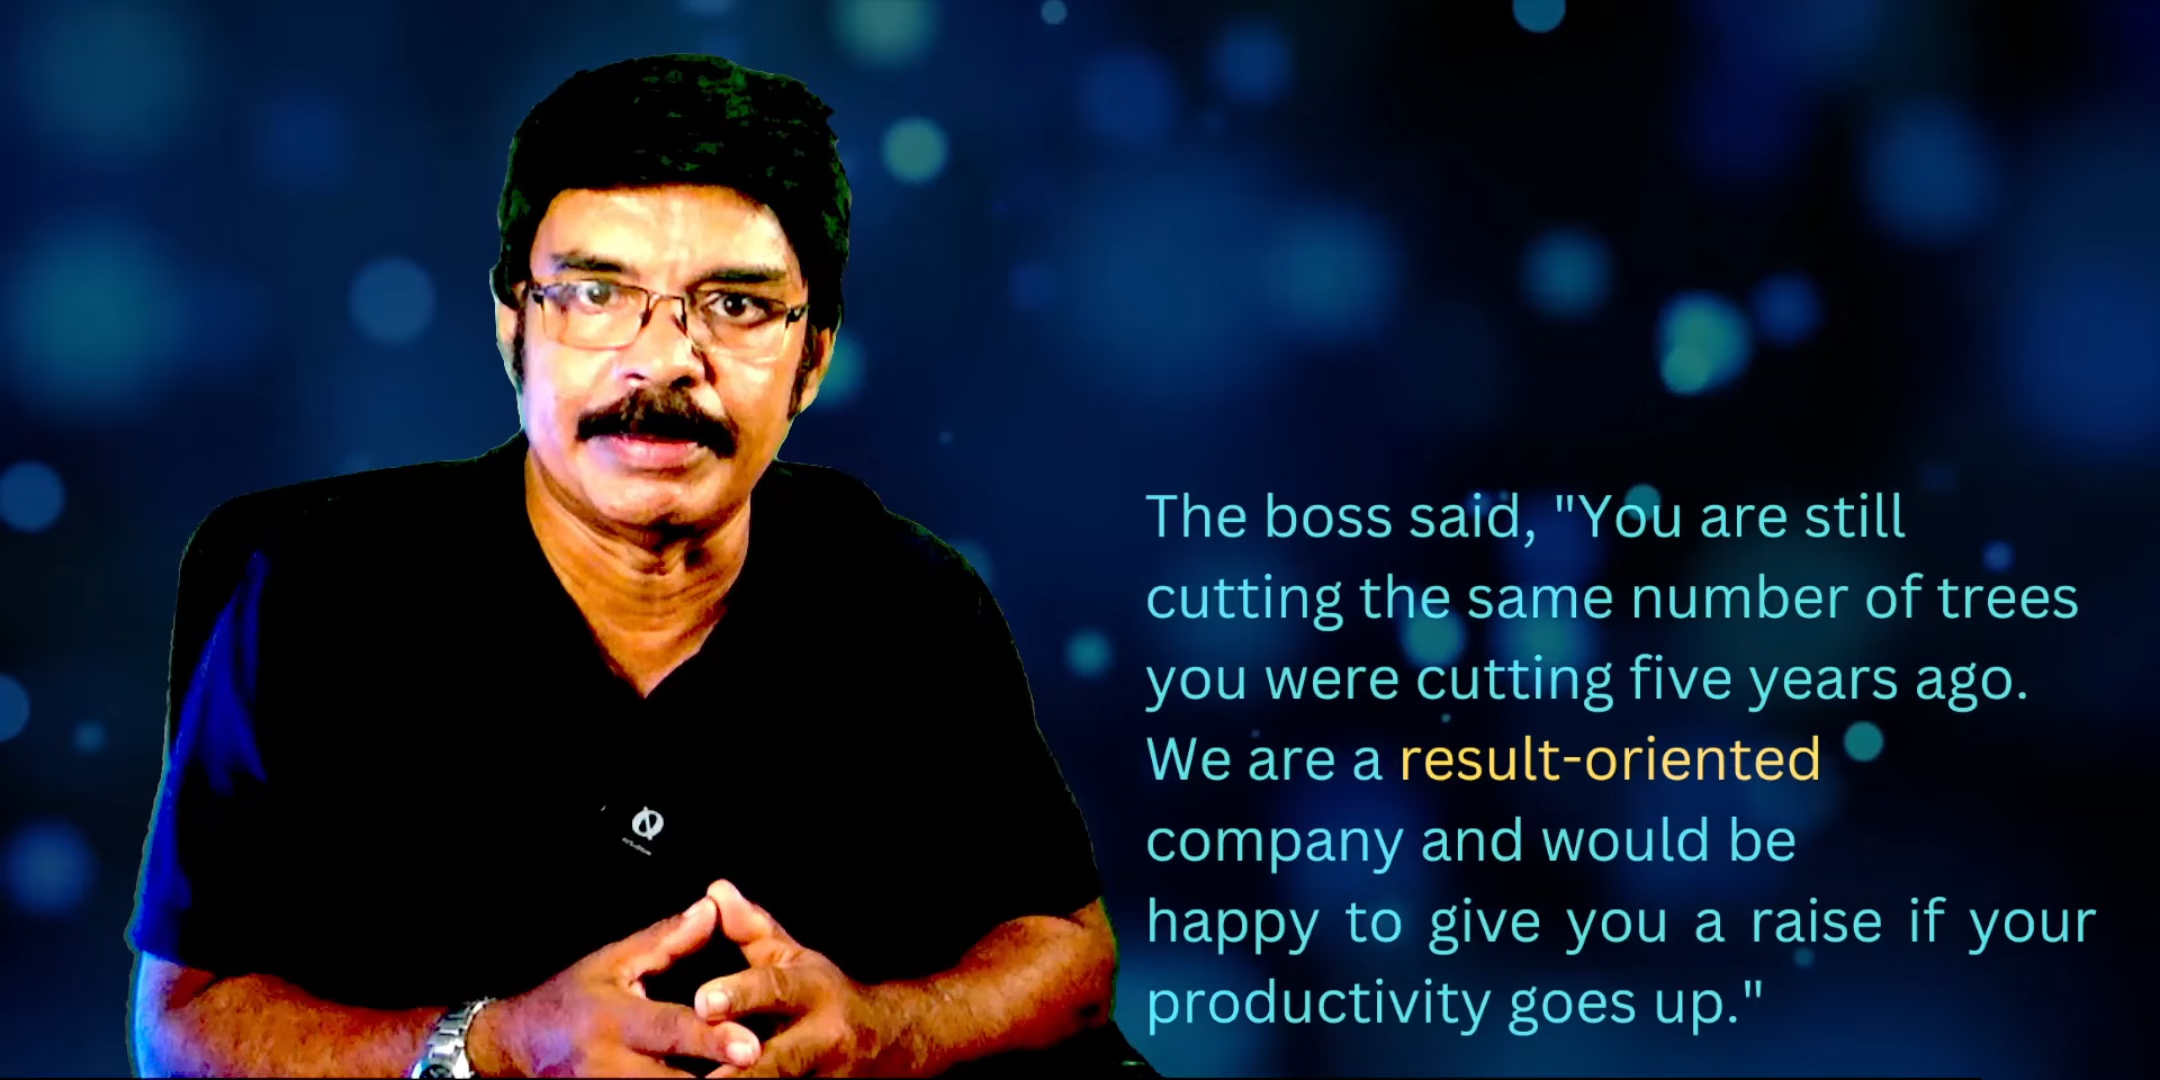 The boss said, "You are still
cutting the same number of trees
you were cutting five years ago.
We are a result-oriented
company and would be
happy to give you a raise if your
productivity goes up."